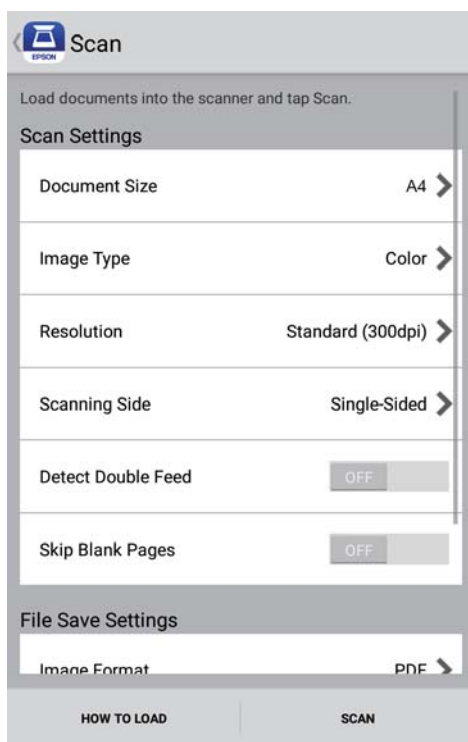 EPSON
Scan
Load documents into the scanner and tap Scan.
Scan Settings
Document Size A4
Image Type Color
Resolution Standard (300dpi)
Scanning Side Single-Sided
Detect Double Feed OFF
Skip Blank Pages OFF
File Save Settings
Image Format PDF
HOW TO LOAD SCAN